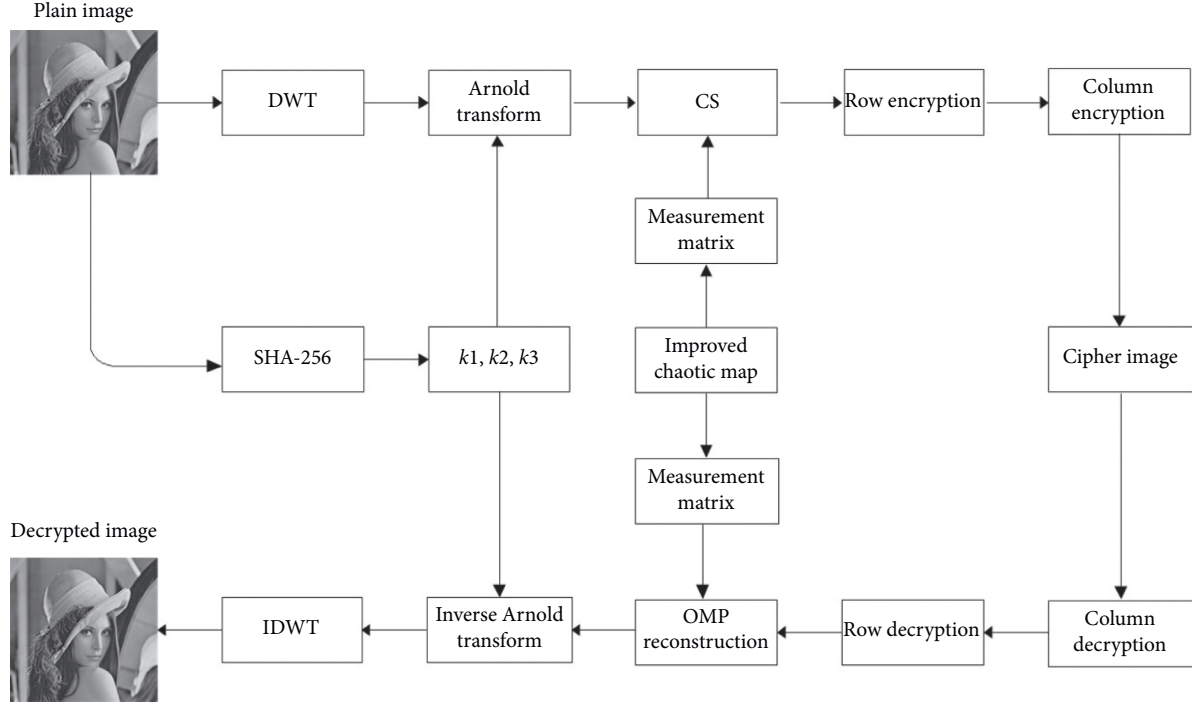 Plain image
DWT
Arnold
transform
CS
Row encryption
Column
encryption
Measurement
matrix
SHA-256
k1, k2, k3
Improved
chaotic map
Cipher image
Measurement
matrix
Decrypted image
IDWT
Inverse Arnold
transform
OMP
reconstruction
Row decryption
Column
decryption